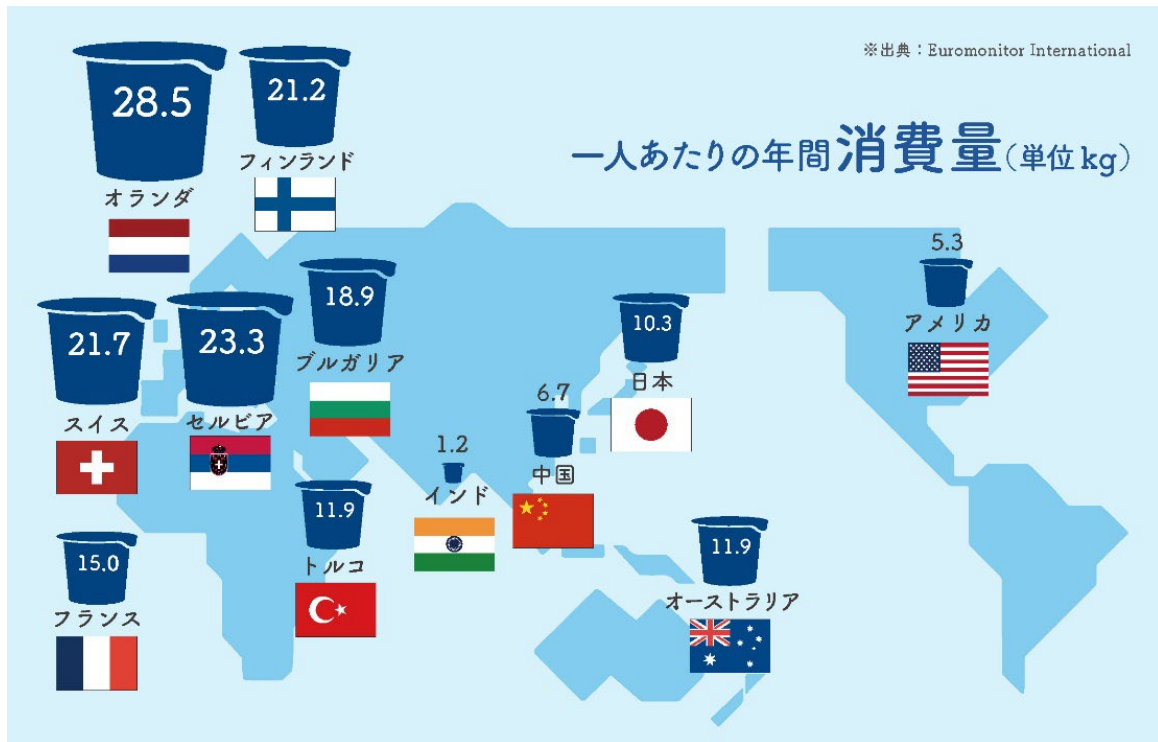 ※出典：Euromonitor International
一人あたりの年間消費量(単位kg)
28.5
オランダ
21.2
フィンランド
21.7
スイス
23.3
セルビア
18.9
ブルガリア
15.0
フランス
11.9
トルコ
1.2
インド
6.7
中国
10.3
日本
11.9
オーストラリア
5.3
アメリカ